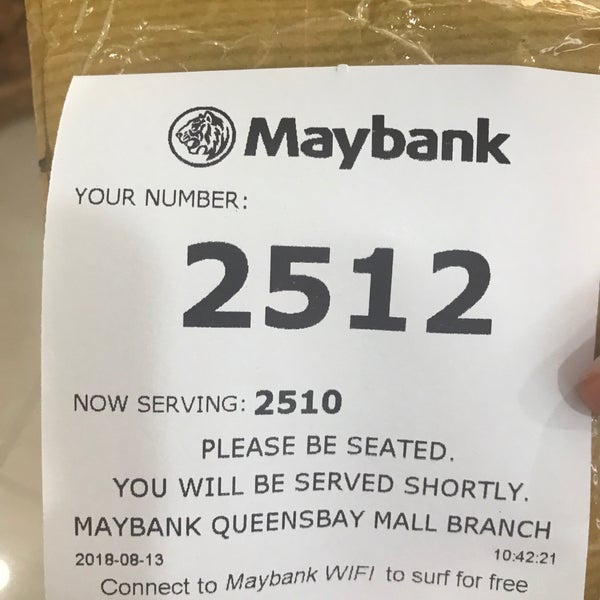 Maybank
YOUR NUMBER:
2512
NOW SERVING: 2510
PLEASE BE SEATED.
YOU WILL BE SERVED SHORTLY.
MAYBANK QUEENSBAY MALL BRANCH
2018-08-13 10:42:21
Connect to Maybank WIFI to surf for free